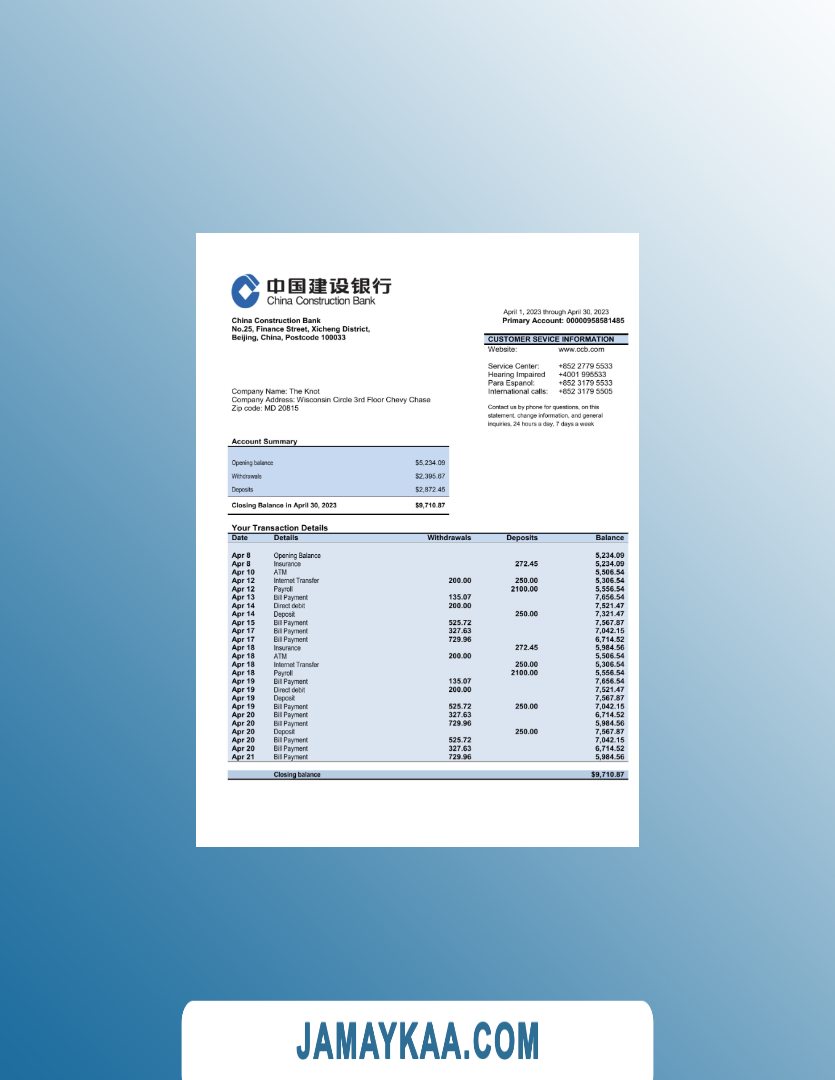 中国建设银行
China Construction Bank
China Construction Bank
No.25, Finance Street, Xicheng District,
Beijing, China, Postcode 100033
April 1, 2023 through April 30, 2023
Primary Account: 00000958581485
CUSTOMER SEVICE INFORMATION
Website: www.ccb.com
Service Center: +852 2779 5533
Hearing Impaired +4001 995533
Para Espanol: +852 3179 5533
International calls: +852 3179 5505
Contact us by phone for questions, on this
statement, change information, and general
inquiries, 24 hours a day, 7 days a week
Company Name: The Knot
Company Address: Wisconsin Circle 3rd Floor Chevy Chase
Zip code: MD 20815
Account Summary
Opening balance $5,234.09
Withdrawals $2,395.67
Deposits $2,872.45
Closing Balance in April 30, 2023 $9,710.87
Your Transaction Details
Date Details Withdrawals Deposits Balance
Apr 8 Opening Balance 5,234.09
Apr 8 Insurance 272.45 5,234.09
Apr 10 ATM 5,506.54
Apr 12 Internet Transfer 200.00 250.00 5,306.54
Apr 12 Payroll 2100.00 5,556.54
Apr 13 Bill Payment 135.07 7,656.54
Apr 14 Direct debit 200.00 7,521.47
Apr 14 Deposit 250.00 7,321.47
Apr 15 Bill Payment 525.72 7,567.87
Apr 17 Bill Payment 327.63 7,042.15
Apr 17 Bill Payment 729.96 6,714.52
Apr 18 Insurance 272.45 5,984.56
Apr 18 ATM 200.00 5,506.54
Apr 18 Internet Transfer 250.00 5,306.54
Apr 18 Payroll 2100.00 5,556.54
Apr 19 Bill Payment 135.07 7,656.54
Apr 19 Direct debit 200.00 7,521.47
Apr 19 Deposit 7,567.87
Apr 19 Bill Payment 525.72 250.00 7,042.15
Apr 20 Bill Payment 327.63 6,714.52
Apr 20 Bill Payment 729.96 5,984.56
Apr 20 Deposit 250.00 7,567.87
Apr 20 Bill Payment 525.72 7,042.15
Apr 20 Bill Payment 327.63 6,714.52
Apr 21 Bill Payment 729.96 5,984.56
Closing balance $9,710.87
JAMAYKAA.COM